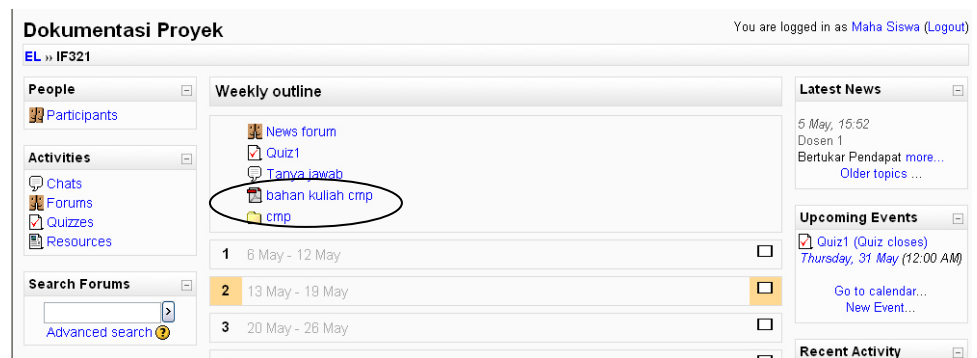 Dokumentasi Proyek
You are logged in as Maha Siswa (Logout)
EL » IF321
People
Participants
Activities
Chats
Forums
Quizzes
Resources
Search Forums
Advanced search
Weekly outline
News forum
Quiz1
Tanya jawab
bahan kuliah cmp
cmp
1 6 May - 12 May
2 13 May - 19 May
3 20 May - 26 May
Latest News
5 May, 15:52
Dosen 1
Bertukar Pendapat more...
Older topics ...
Upcoming Events
Quiz1 (Quiz closes)
Thursday, 31 May (12:00 AM)
Go to calendar...
New Event...
Recent Activity